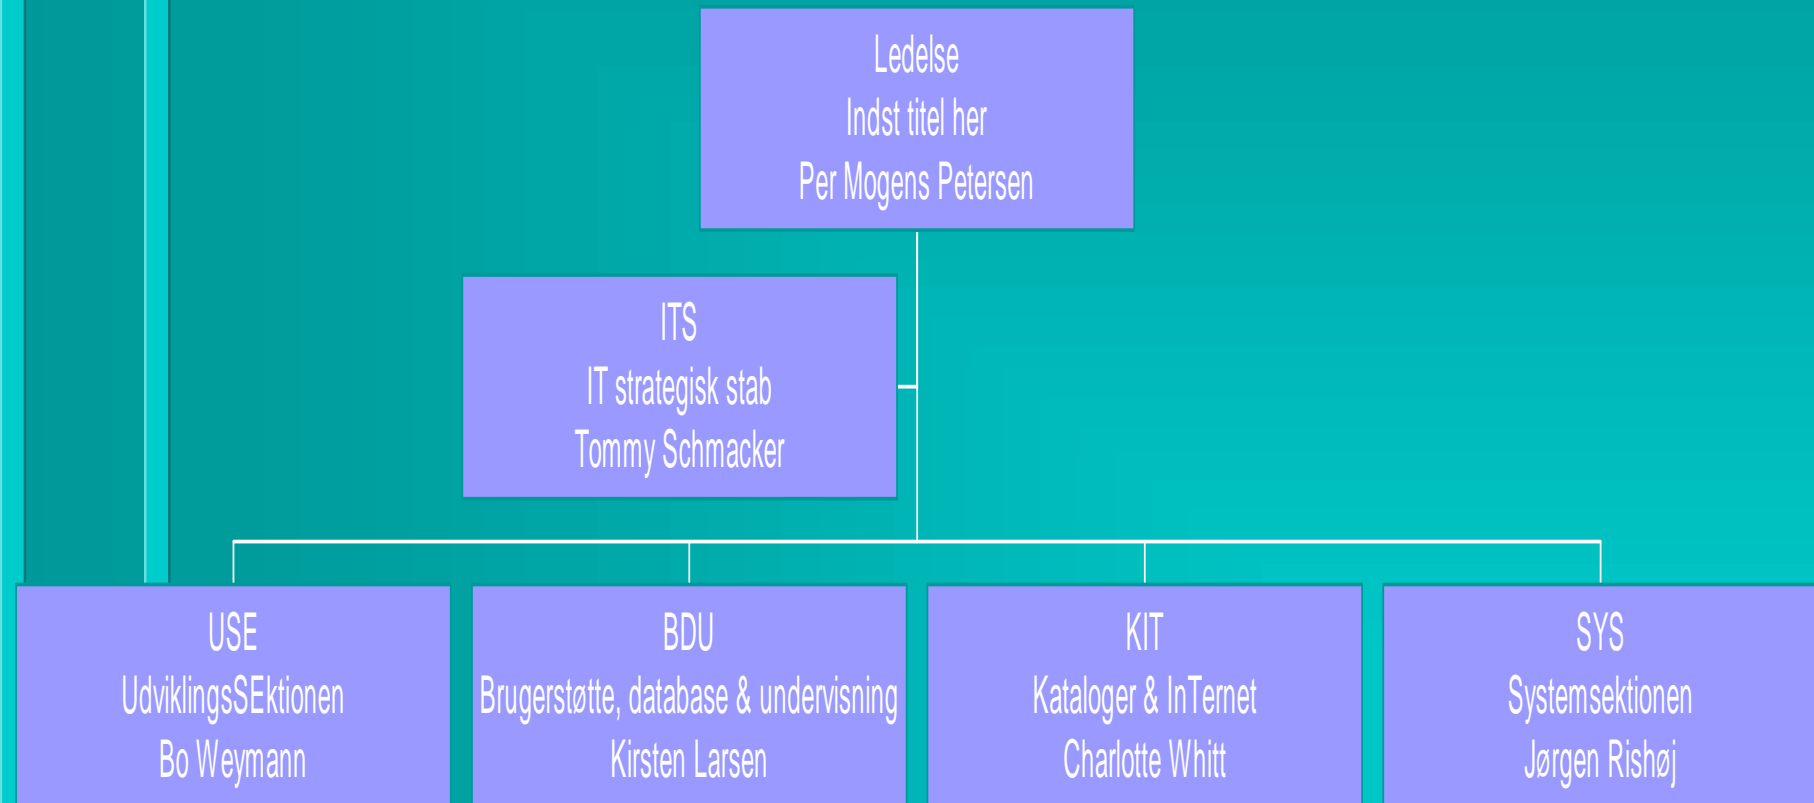 Ledelse
Indst titel her
Per Mogens Petersen
ITS
IT strategisk stab
Tommy Schmacker
USE
UdviklingsSEktionen
Bo Weymann
BDU
Brugerstøtte, database & undervisning
Kirsten Larsen
KIT
Kataloger & InTernet
Charlotte Whitt
SYS
Systemsektionen
Jørgen Rishøj